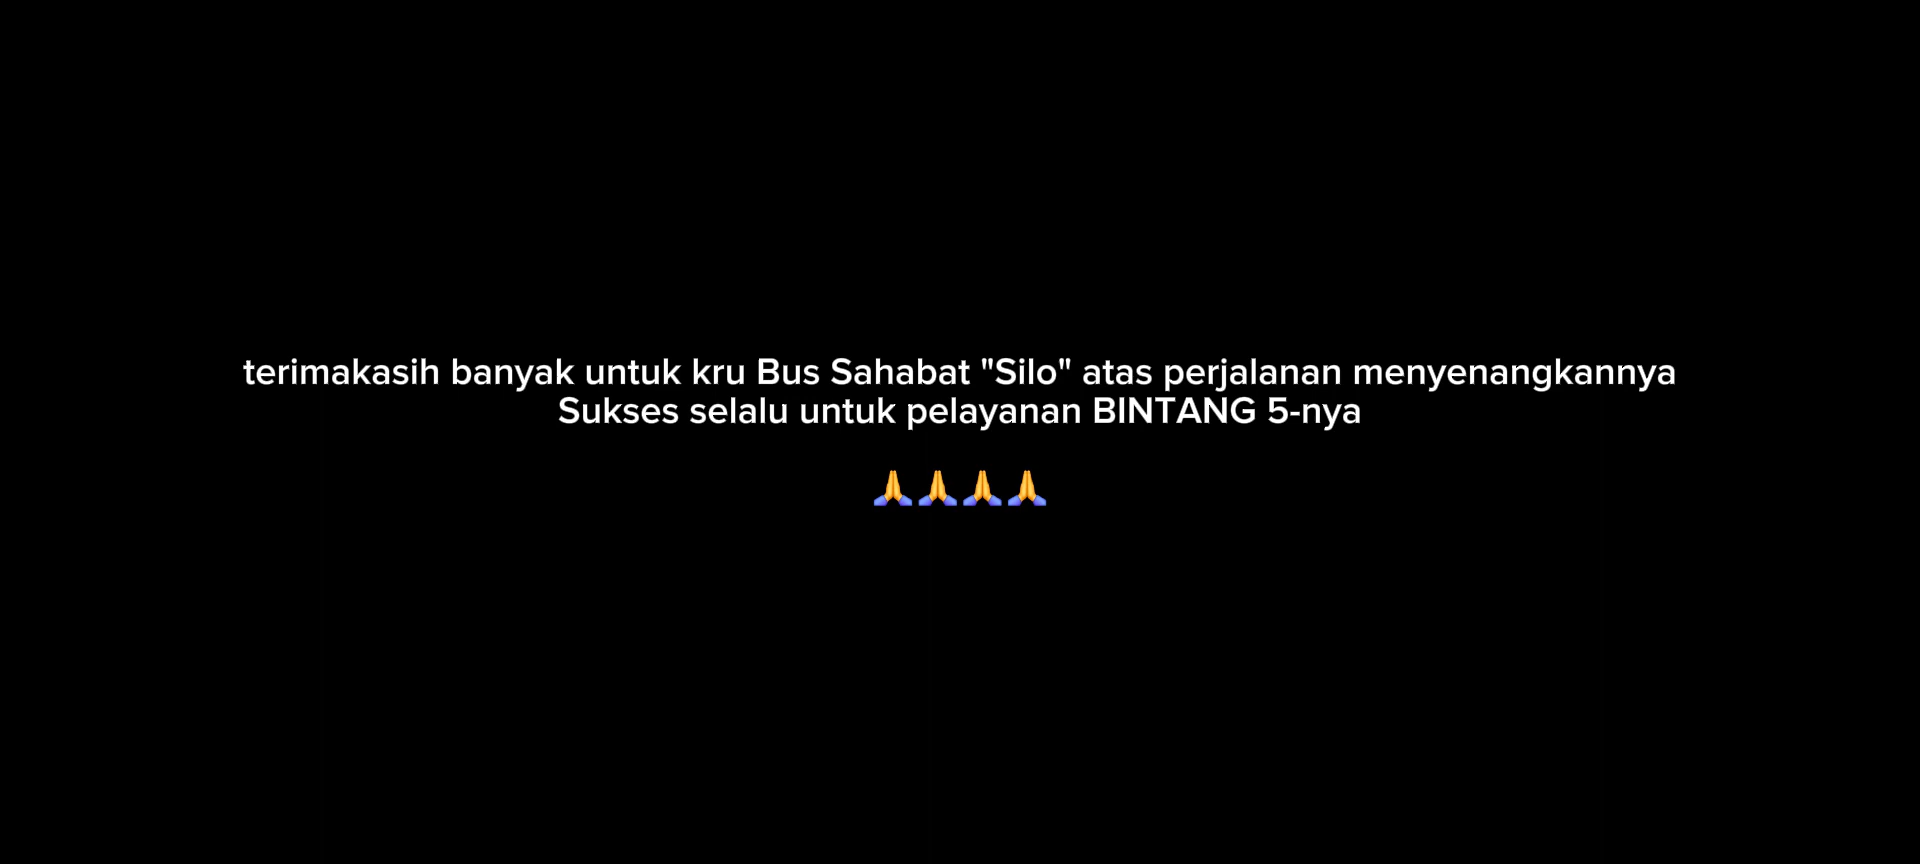 terimakasih banyak untuk kru Bus Sahabat "Silo" atas perjalanan menyenangkannya
Sukses selalu untuk pelayanan BINTANG 5-nya
🙏🙏🙏🙏